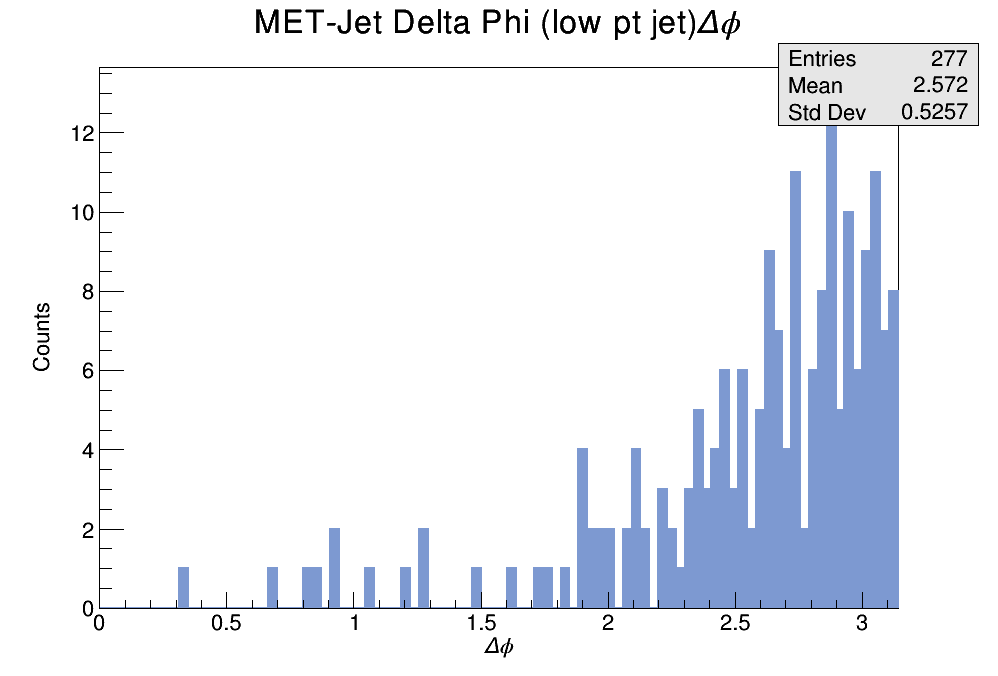 MET-Jet Delta Phi (low pt jet)Δϕ
Entries 277
Mean 2.572
Std Dev 0.5257
12
10
8
6
4
2
0
Counts
0 0.5 1 1.5 2 2.5 3
Δϕ